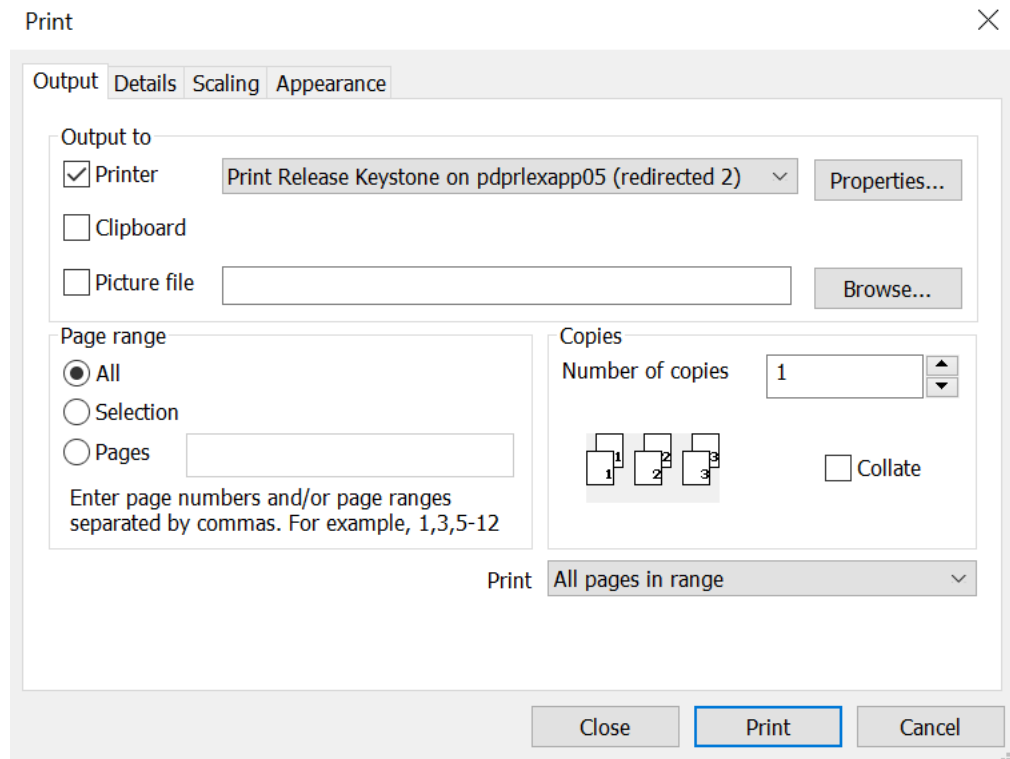 Print
Output Details Scaling Appearance
Output to
Printer Print Release Keystone on pdprlexapp05 (redirected 2) Properties...
Clipboard
Picture file Browse...
Page range
All
Selection
Pages
Enter page numbers and/or page ranges
separated by commas. For example, 1,3,5-12
Copies
Number of copies 1
1 2 3
1 2 3
Collate
Print All pages in range
Close Print Cancel